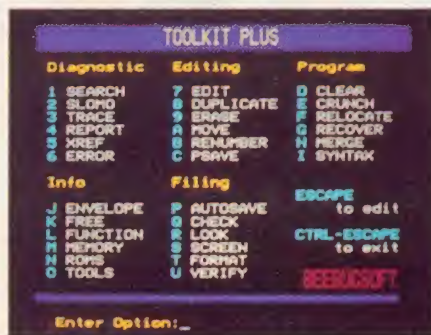 TOOLKIT PLUS
Diagnostic Editing Program
1 SEARCH 7 EDIT D CLEAR
2 SLOMO 8 DUPLICATE E CRUNCH
3 TRACE 9 ERASE F RELOCATE
4 REPORT A MOVE G RECOVER
5 XREF B RENUMBER H MERGE
6 ERROR C PSAVE I SYNTAX
Info Filing
J ENVELOPE P AUTOSAVE ESCAPE
K FREE Q CHECK to edit
L FUNCTION R LOOK CTRL-ESCAPE
M MEMORY S SCREEN to exit
N ROMS T FORMAT
O TOOLS U VERIFY BEEBUGSOFT
Enter Option:_